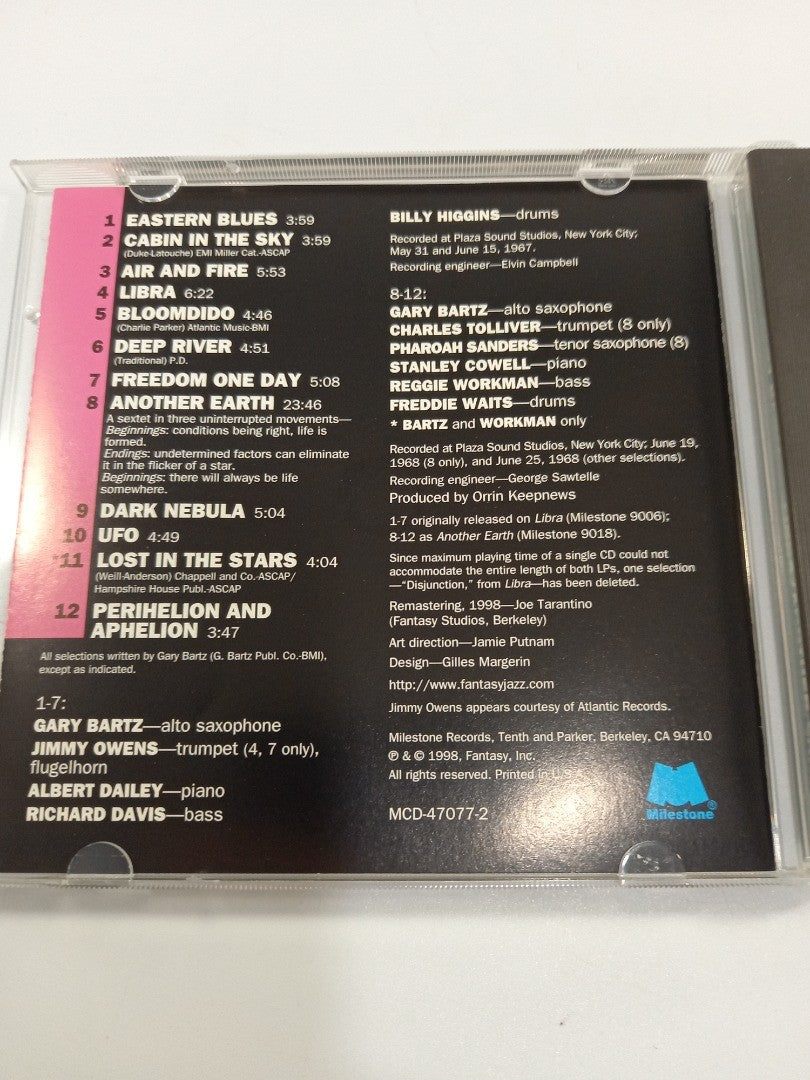 1 EASTERN BLUES 3:59
2 CABIN IN THE SKY 3:59
(Duke-Latouche) EMI Miller Cat.-ASCAP
3 AIR AND FIRE 5:53
4 LIBRA 6:22
5 BLOOMDIDO 4:46
(Charlie Parker) Atlantic Music-BMI
6 DEEP RIVER 4:51
(Traditional) P.D.
7 FREEDOM ONE DAY 5:08
8 ANOTHER EARTH 23:46
A sextet in three uninterrupted movements—
Beginnings: conditions being right, life is
formed.
Endings: undetermined factors can eliminate
it in the flicker of a star.
Beginnings: there will always be life
somewhere.
9 DARK NEBULA 5:04
10 UFO 4:49
*11 LOST IN THE STARS 4:04
(Weill-Anderson) Chappell and Co.-ASCAP/
Hampshire House Publ.-ASCAP
12 PERIHELION AND
APHELION 3:47
All selections written by Gary Bartz (G. Bartz Publ. Co.-BMI),
except as indicated.
1-7:
GARY BARTZ—alto saxophone
JIMMY OWENS—trumpet (4, 7 only),
flugelhorn
ALBERT DAILEY—piano
RICHARD DAVIS—bass
BILLY HIGGINS—drums
Recorded at Plaza Sound Studios, New York City;
May 31 and June 15, 1967.
Recording engineer—Elvin Campbell
8-12:
GARY BARTZ—alto saxophone
CHARLES TOLLIVER—trumpet (8 only)
PHAROAH SANDERS—tenor saxophone (8)
STANLEY COWELL—piano
REGGIE WORKMAN—bass
FREDDIE WAITS—drums
* BARTZ and WORKMAN only
Recorded at Plaza Sound Studios, New York City; June 19,
1968 (8 only), and June 25, 1968 (other selections).
Recording engineer—George Sawtelle
Produced by Orrin Keepnews
1-7 originally released on Libra (Milestone 9006);
8-12 as Another Earth (Milestone 9018).
Since maximum playing time of a single CD could not
accommodate the entire length of both LPs, one selection
—"Disjunction," from Libra—has been deleted.
Remastering, 1998—Joe Tarantino
(Fantasy Studios, Berkeley)
Art direction—Jamie Putnam
Design—Gilles Margerin
http://www.fantasyjazz.com
Jimmy Owens appears courtesy of Atlantic Records.
Milestone Records, Tenth and Parker, Berkeley, CA 94710
℗ & © 1998, Fantasy, Inc.
All rights reserved. Printed in U.S.A.
MCD-47077-2
Milestone®